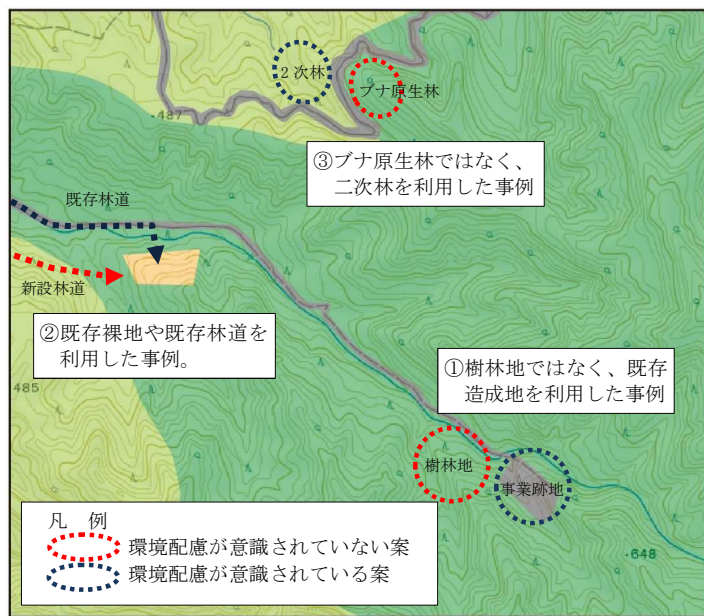 2次林
ブナ原生林
・487
③ブナ原生林ではなく、
二次林を利用した事例
既存林道
新設林道
②既存裸地や既存林道を
利用した事例。
485
①樹林地ではなく、既存
造成地を利用した事例
樹林地
事業跡地
・648
凡 例
環境配慮が意識されていない案
環境配慮が意識されている案